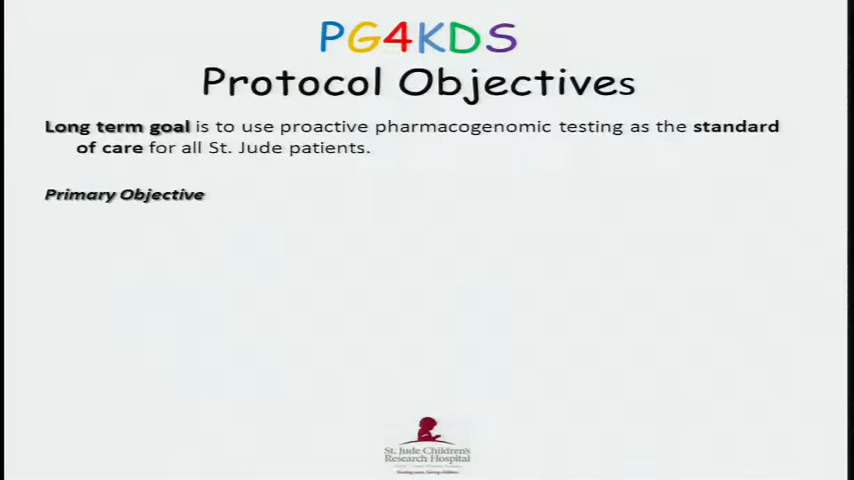 PG4KDS
Protocol Objectives
Long term goal is to use proactive pharmacogenomic testing as the standard
of care for all St. Jude patients.
Primary Objective
St. Jude Children's
Research Hospital